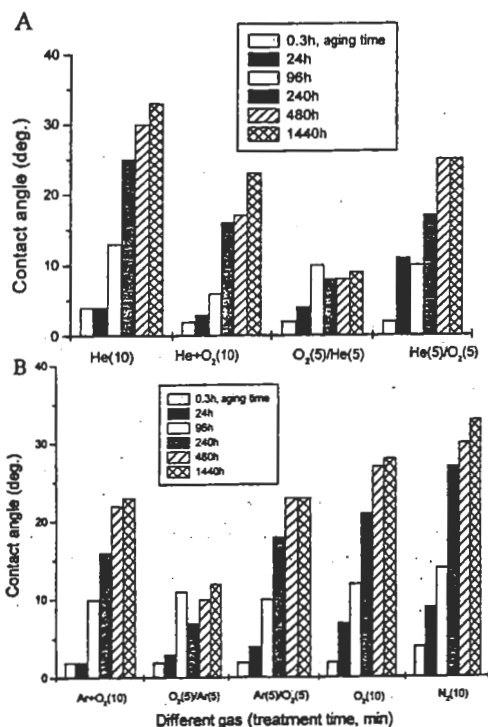 A
0.3h, aging time
24h
96h
240h
480h
1440h
40
30
20
10
0
Contact angle (deg.)
He(10)
He+O₂(10)
O₂(5)/He(5)
He(5)/O₂(5)
B
0.3h, aging time
24h
96h
240h
480h
1440h
40
30
20
10
0
Contact angle (deg.)
Ar+O₂(10)
O₂(5)/Ar(5)
Ar(5)/O₂(5)
O₂(10)
N₂(10)
Different gas (treatment time, min)